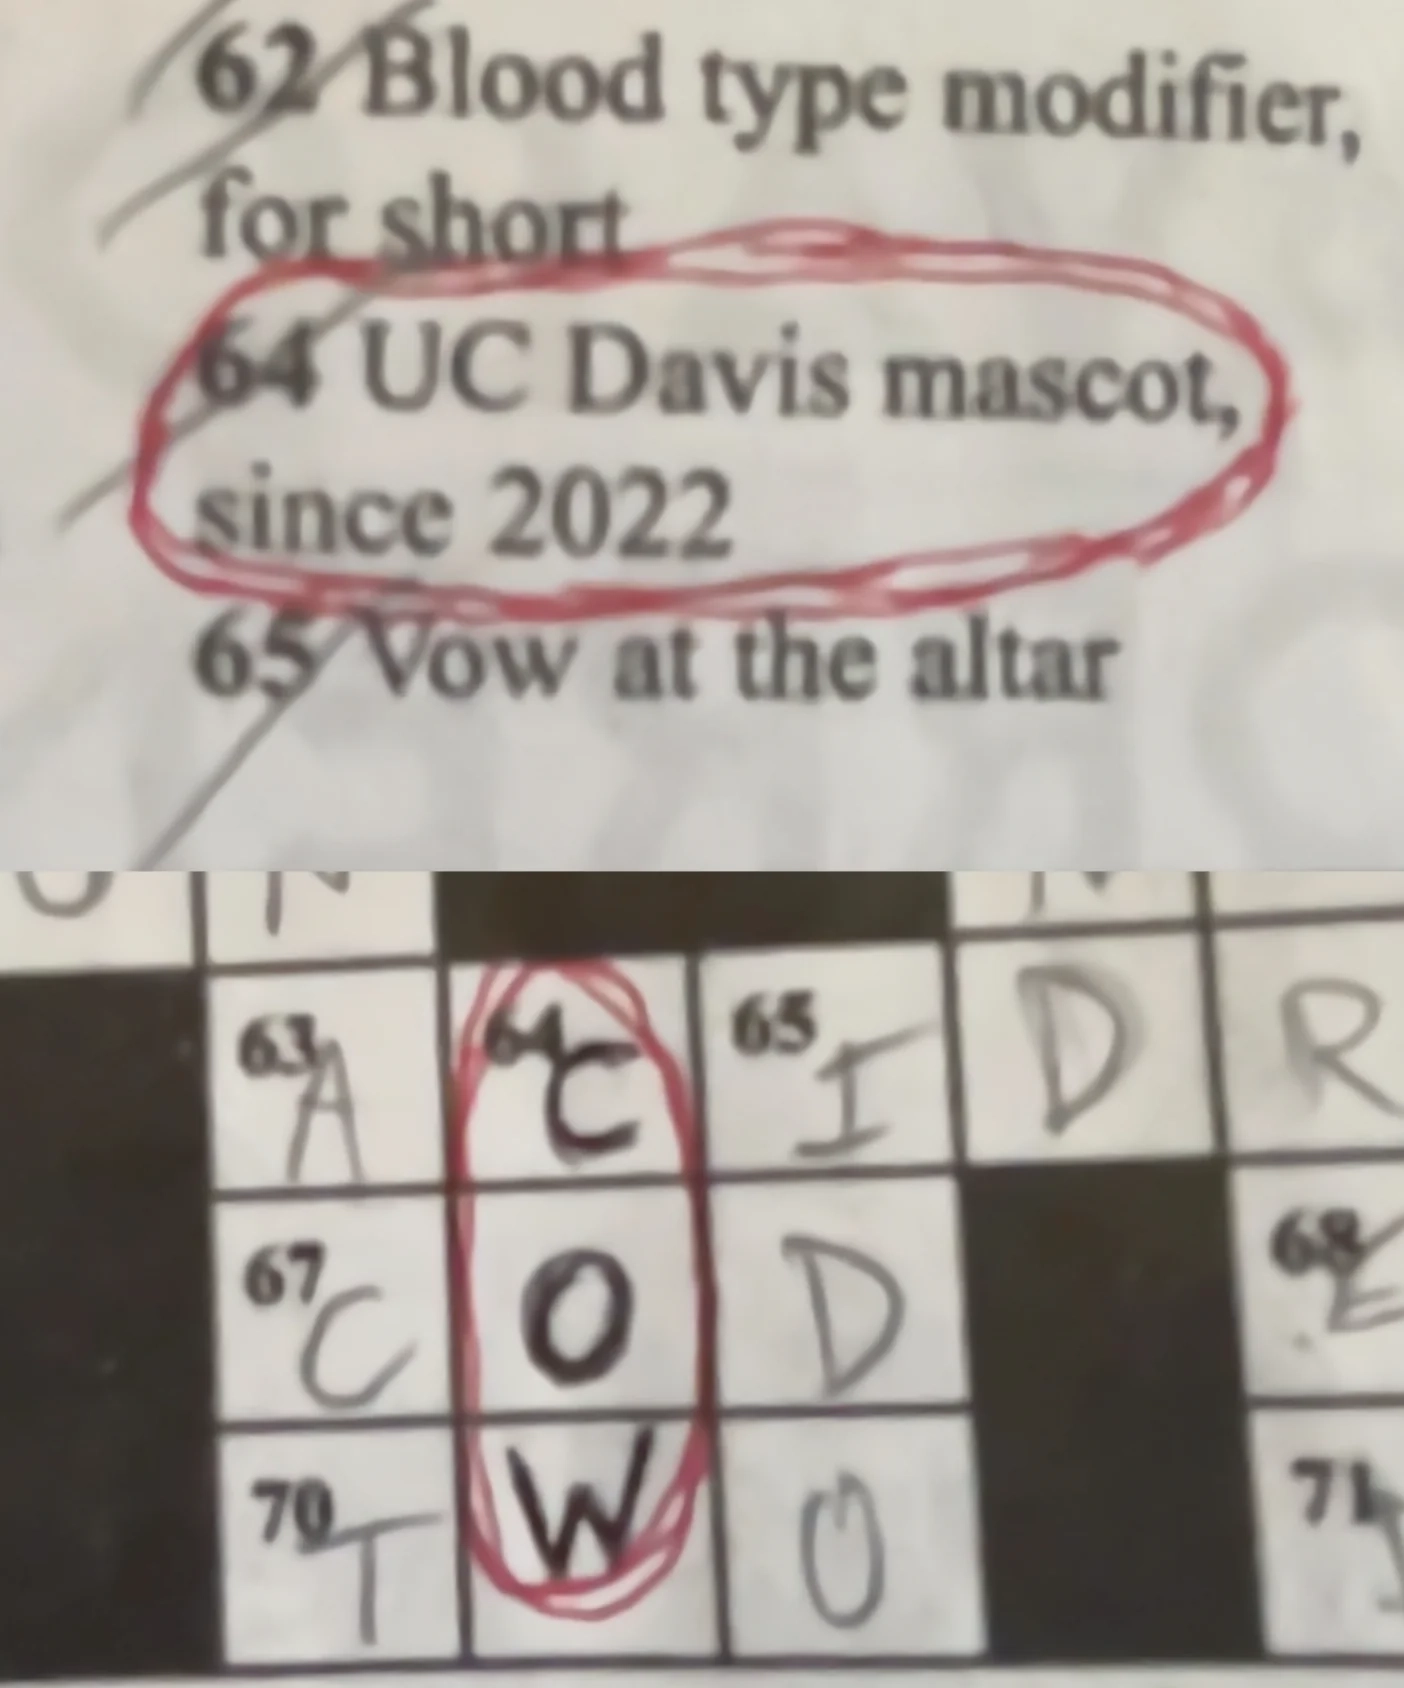 62 Blood type modifier,
for short
64 UC Davis mascot,
since 2022
65 Vow at the altar
63 A 64 C 65 I D R
67 C O D 68 E
70 T W O 71